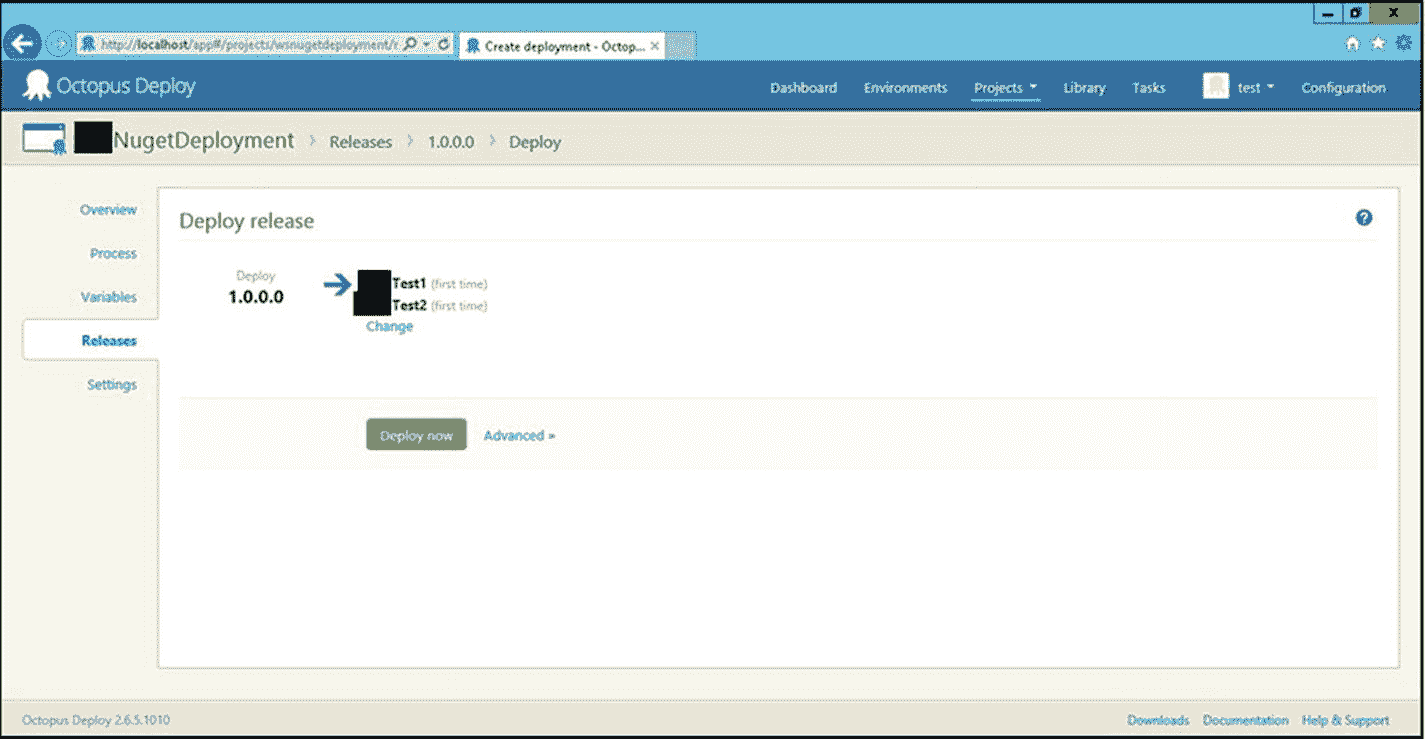 http://localhost/app#/projects/wsnugetdeployment/r
Create deployment - Octop...
Octopus Deploy
Dashboard Environments Projects Library Tasks test Configuration
NugetDeployment > Releases > 1.0.0.0 > Deploy
Overview
Process
Variables
Releases
Settings
Deploy release
Deploy
1.0.0.0
Test1 (first time)
Test2 (first time)
Change
Deploy now Advanced »
Octopus Deploy 2.6.5.1010
Downloads Documentation Help & Support